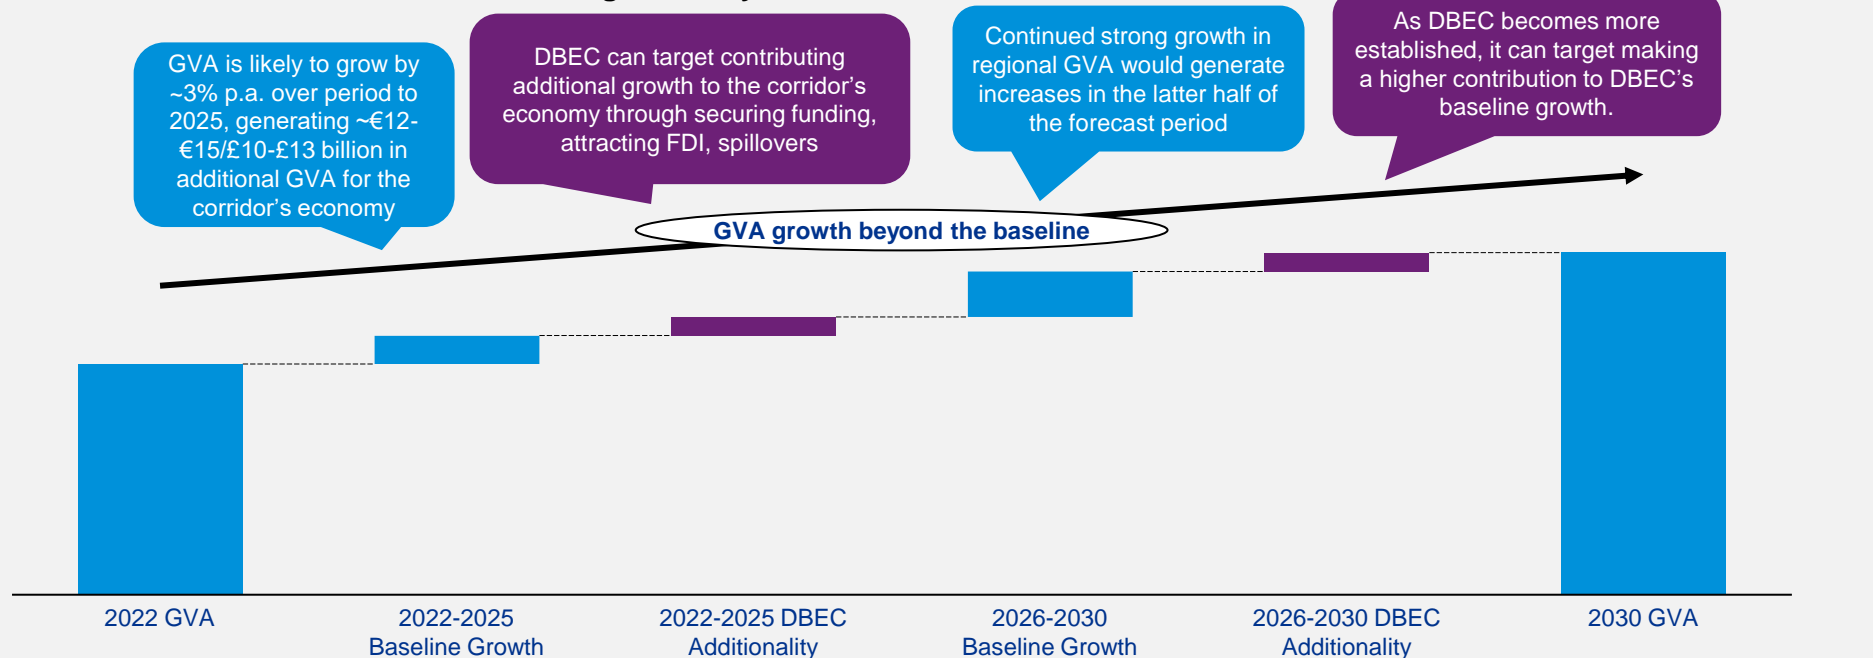 GVA is likely to grow by
~3% p.a. over period to
2025, generating ~€12-
€15/£10-£13 billion in
additional GVA for the
corridor's economy
DBEC can target contributing
additional growth to the corridor's
economy through securing funding,
attracting FDI, spillovers
Continued strong growth in
regional GVA would generate
increases in the latter half of
the forecast period
As DBEC becomes more
established, it can target making
a higher contribution to DBEC's
baseline growth.
GVA growth beyond the baseline
2022 GVA
2022-2025
Baseline Growth
2022-2025 DBEC
Additionality
2026-2030
Baseline Growth
2026-2030 DBEC
Additionality
2030 GVA